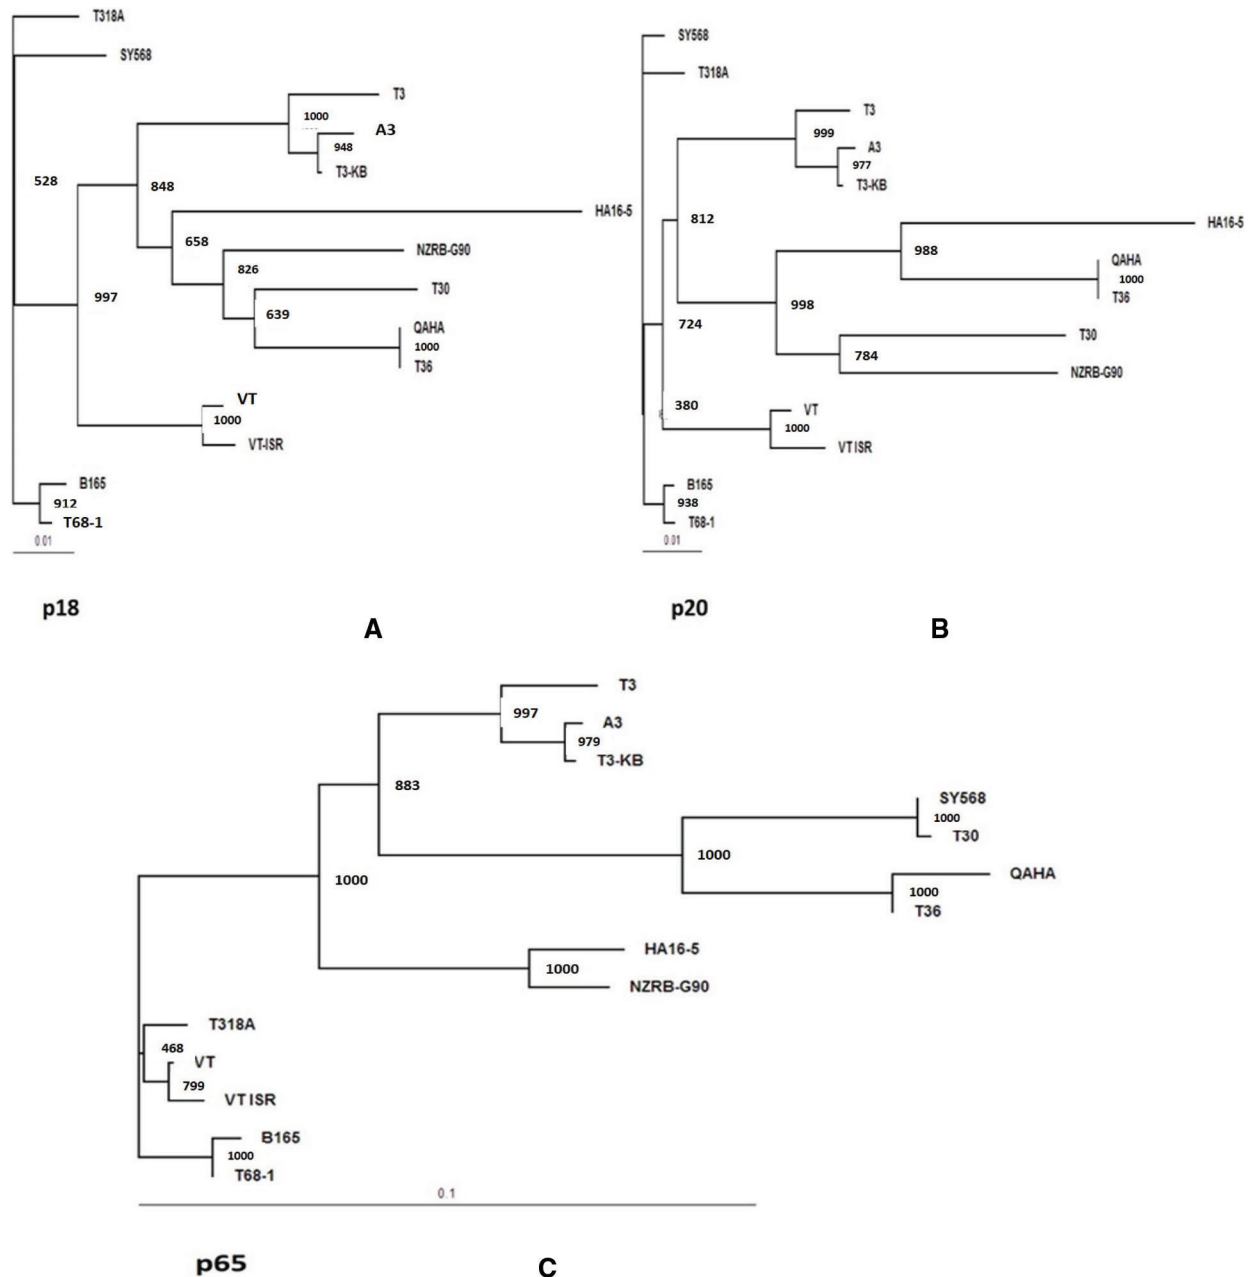 T318A
SY568
T3
1000
A3
948
T3-KB
528
848
HA16-5
658
NZRB-G90
826
T30
997
639
QAHA
1000
T36
VT
1000
VT-ISR
B165
912
T68-1
0.01
p18
A
SY568
T318A
T3
999
A3
977
T3-KB
812
HA16-5
988
QAHA
1000
T36
998
724
T30
784
NZRB-G90
380
VT
1000
VT ISR
B165
938
T68-1
0.01
p20
B
T3
997
A3
979
T3-KB
883
SY568
1000
T30
1000
QAHA
1000
1000
T36
HA16-5
1000
NZRB-G90
T318A
468
VT
799
VT ISR
B165
1000
T68-1
0.1
p65
C